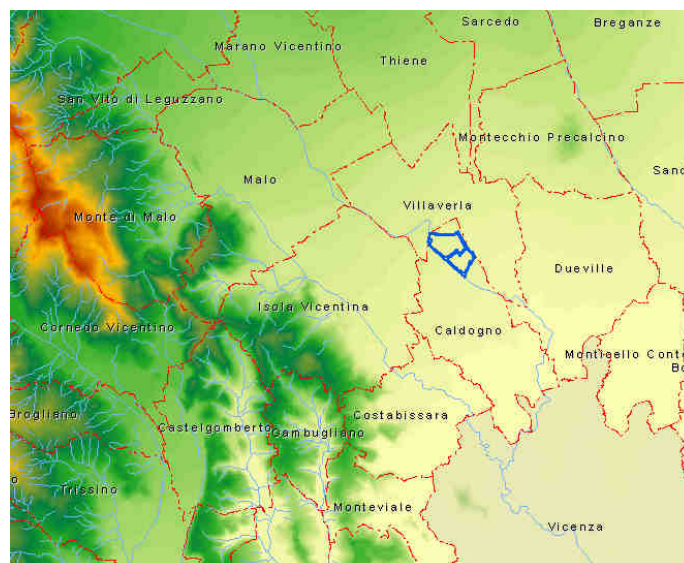 Sarcedo
Breganze
Marano Vicentino
Thiene
San Vito di Leguzzano
Montecchio Precalcino
Sand
Malo
Villaverla
Monte di Malo
Dueville
Isola Vicentina
Cornedo Vicentino
Caldogno
Monticello Conte
Bo
Brogliano
Castelgomberto
Gambugliano
Costabissara
o
Trissino
Monteviale
Vicenza